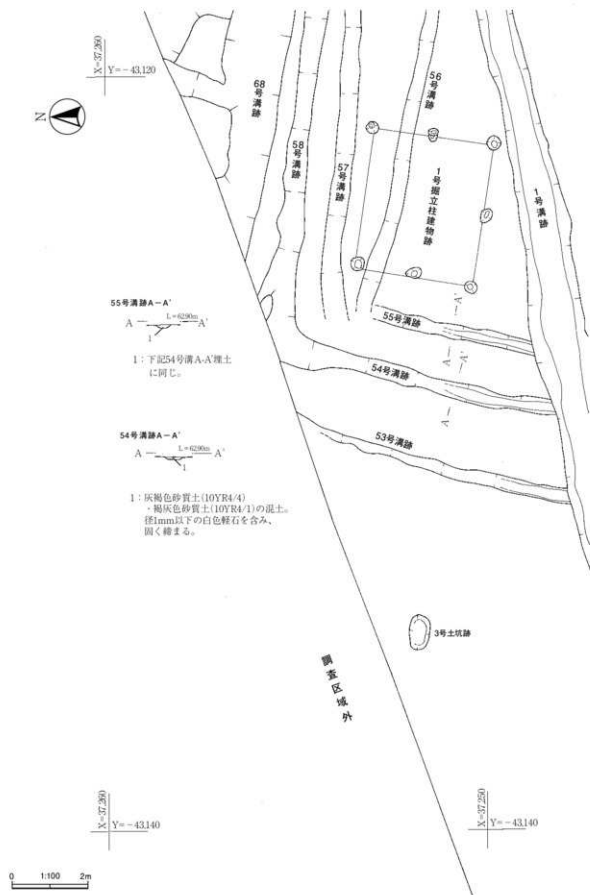 X=37,260
Y=－43,120
N
68号溝跡
58号溝跡
57号溝跡
56号溝跡
1号掘立柱建物跡
1号溝跡
55号溝跡A－A'
L=62.90m
A
A'
1
1：下記54号溝A-A'埋土
に同じ。
55号溝跡
A
A'
54号溝跡
A
A'
53号溝跡
54号溝跡A－A'
L=62.90m
A
A'
1
1：灰褐色砂質土(10YR4/4)
・褐灰色砂質土(10YR4/1)の混土。
径1mm以下の白色軽石を含み、
固く締まる。
3号土坑跡
調査区域外
X=37,260
Y=－43,140
X=37,250
Y=－43,140
0 1:100 2m